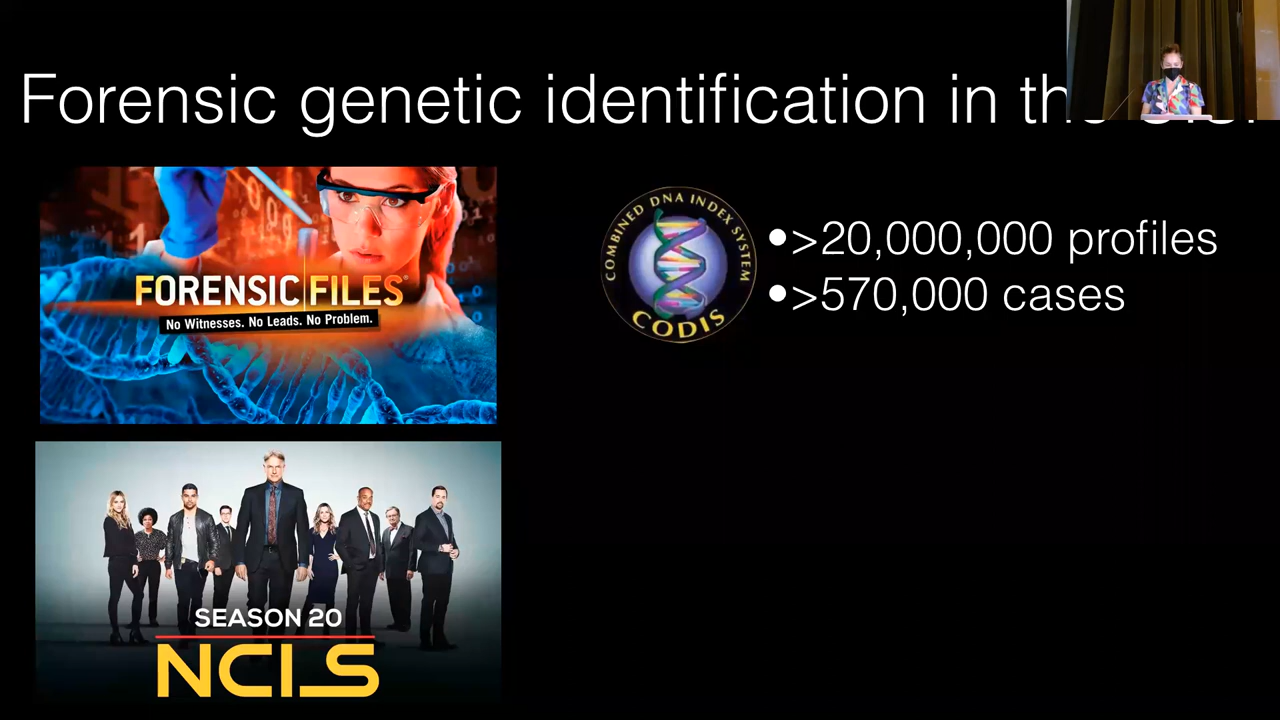 Forensic genetic identification in
FORENSIC FILES®
No Witnesses. No Leads. No Problem.
COMBINED DNA INDEX SYSTEM
CODIS
•>20,000,000 profiles
•>570,000 cases
SEASON 20
NCIS